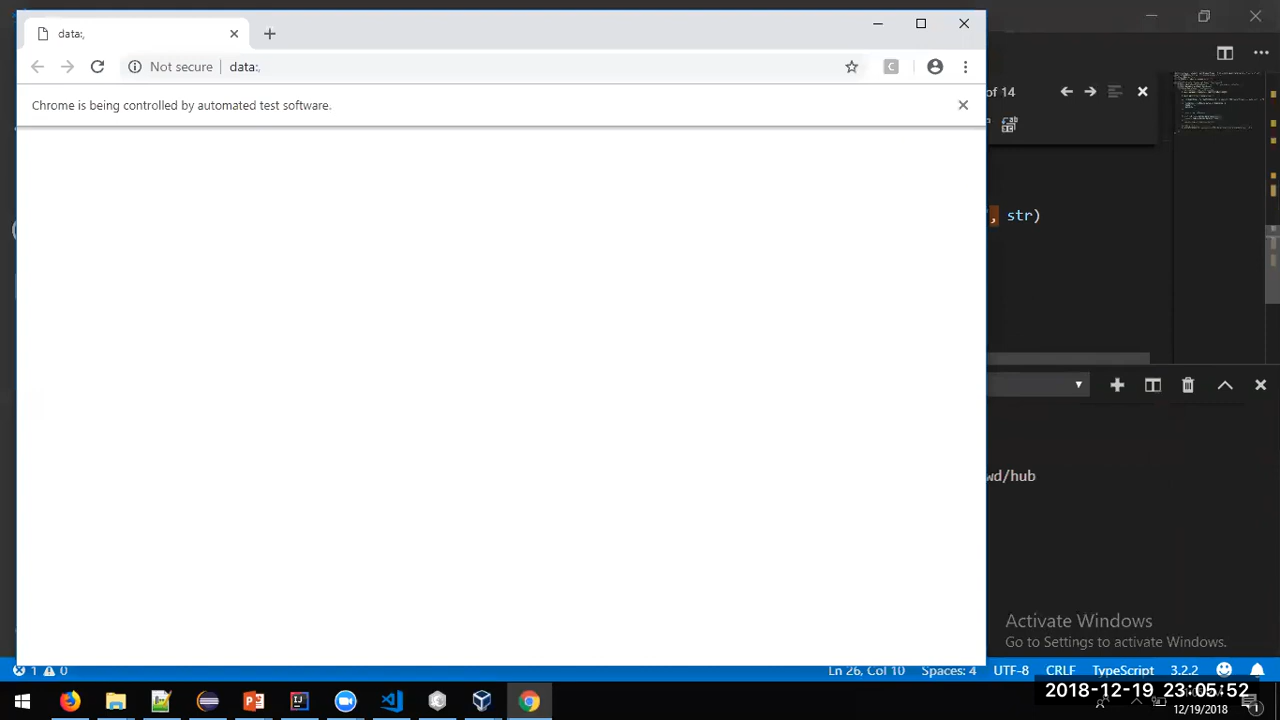 data:,
Not secure
data:,
C
Chrome is being controlled by automated test software.
of 14
, str)
wd/hub
Activate Windows
Go to Settings to activate Windows.
1 0
Ln 26, Col 10
Spaces: 4
UTF-8
CRLF
TypeScript
3.2.2
2018-12-19 23:05:52
12/19/2018
1